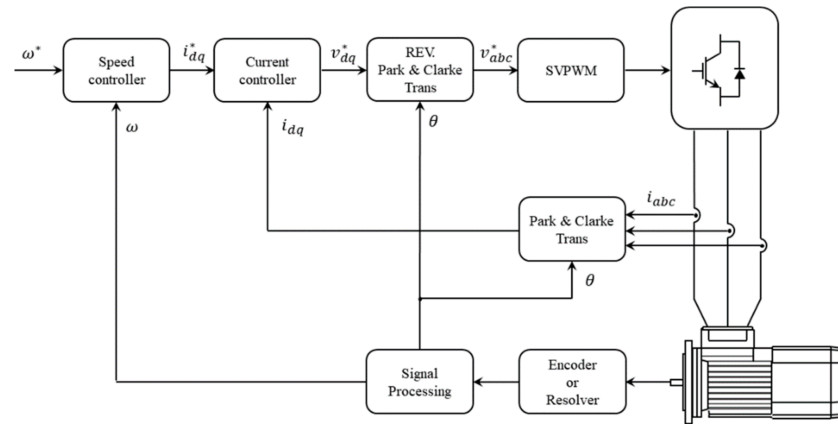 ω*
Speed
controller
i*dq
Current
controller
v*dq
REV.
Park & Clarke
Trans
v*abc
SVPWM
ω
idq
θ
iabc
Park & Clarke
Trans
θ
Signal
Processing
Encoder
or
Resolver